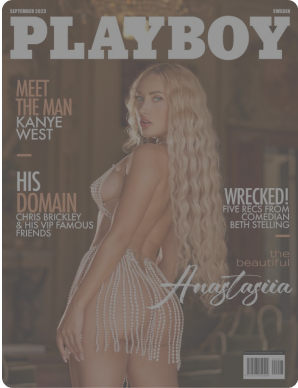 SEPTEMBER 2023
SWEDEN
PLAYBOY
MEET
THE MAN
KANYE
WEST
HIS
DOMAIN
CHRIS BRICKLEY
& HIS VIP FAMOUS
FRIENDS
WRECKED!
FIVE RECS FROM
COMEDIAN
BETH STELLING
the
beautiful
Anastasiia